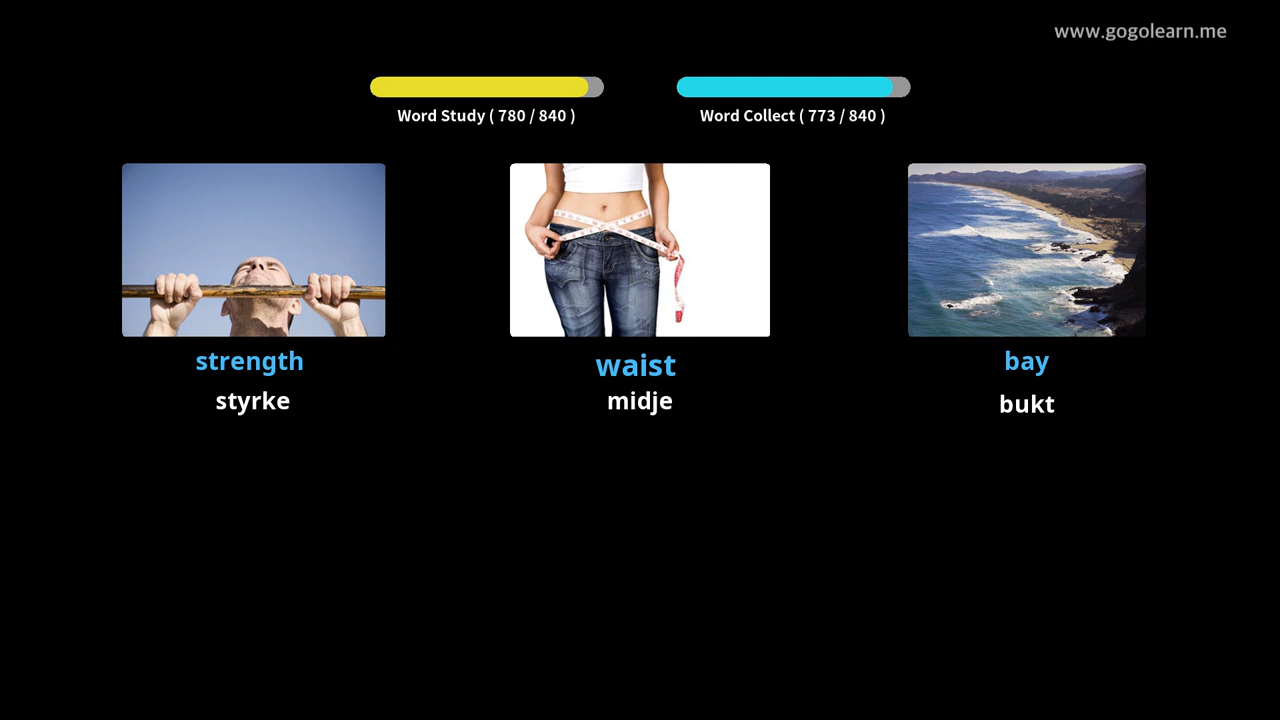 www.gogolearn.me
Word Study ( 780 / 840 )
Word Collect ( 773 / 840 )
strength
waist
bay
styrke
midje
bukt